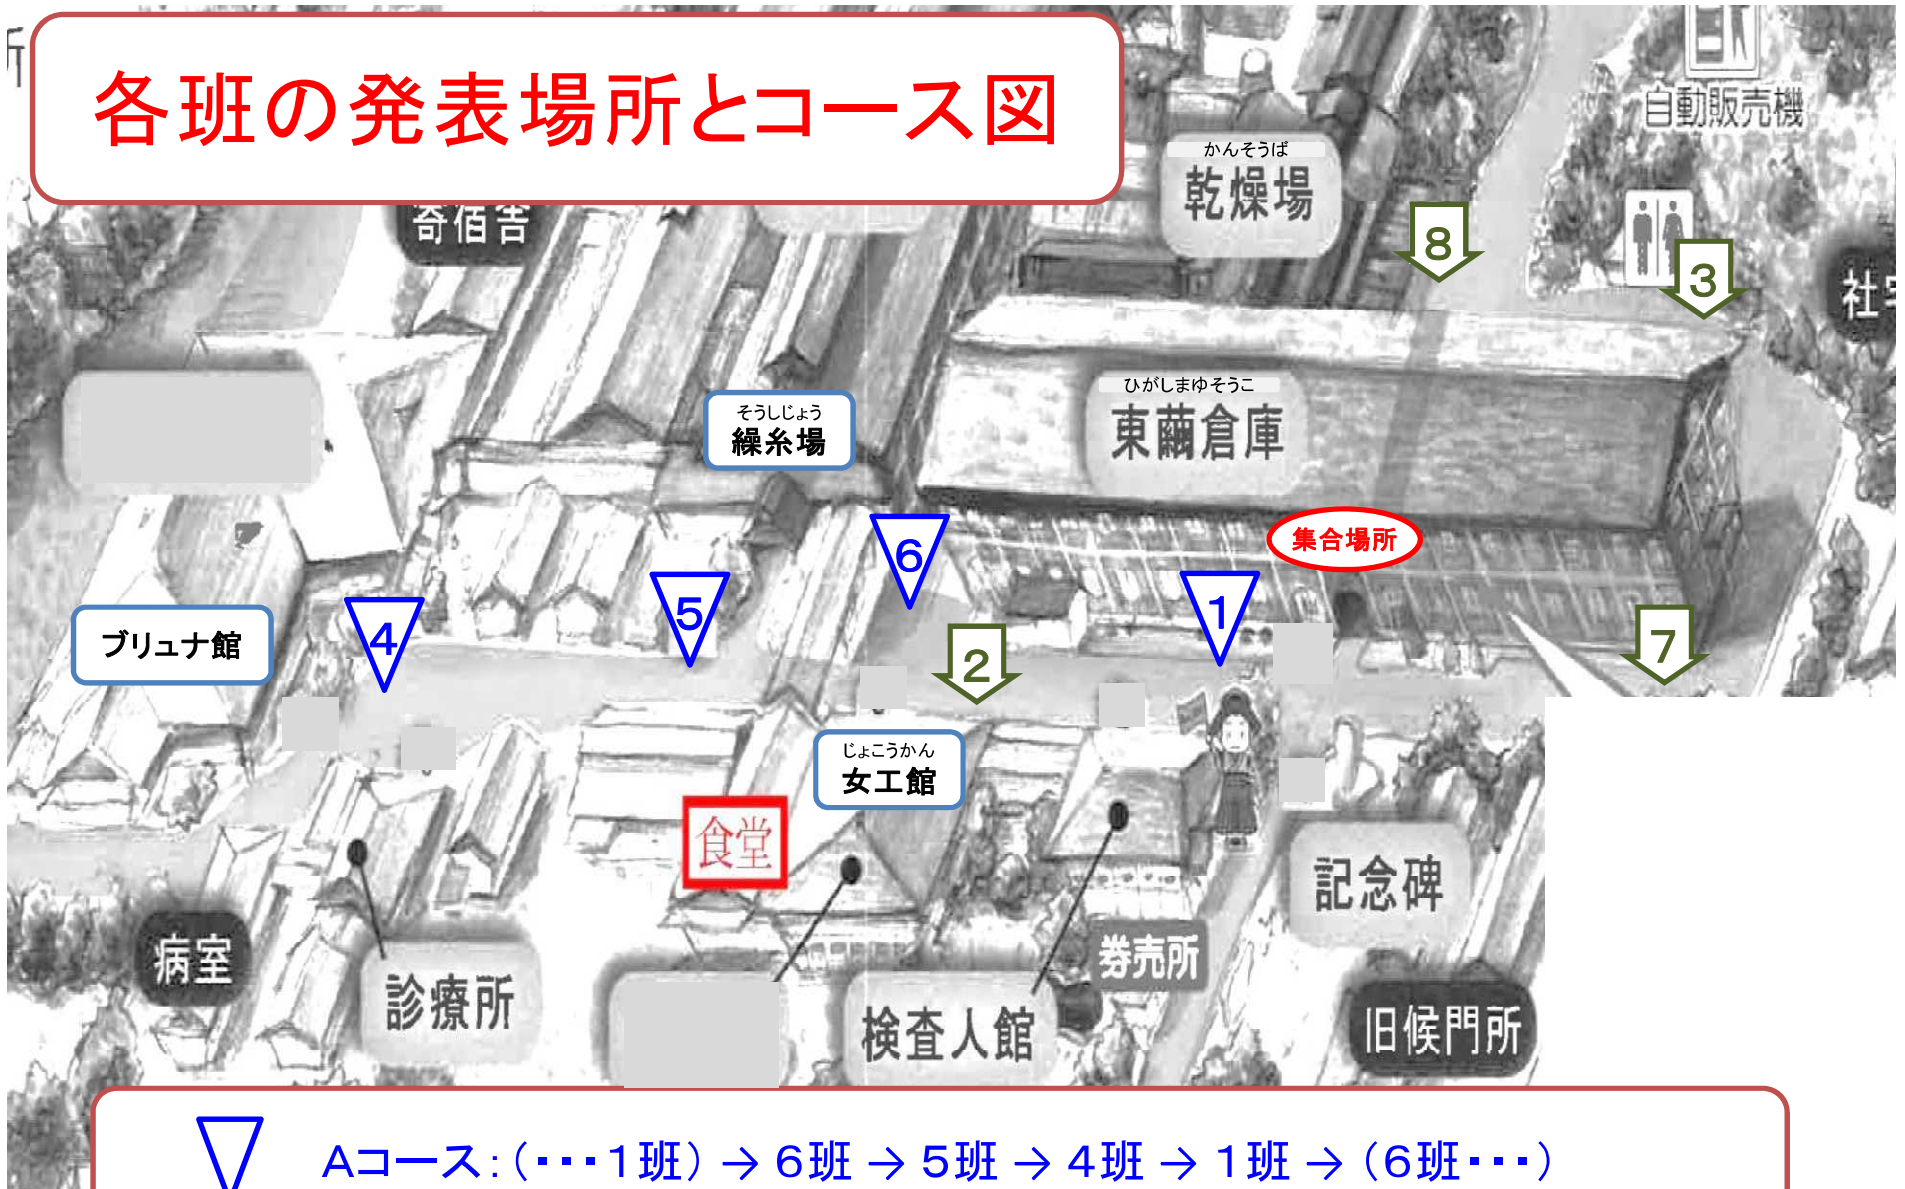 各班の発表場所とコース図
自動販売機
かんそうば
乾燥場
寄宿舎
8
3
ひがしまゆそうこ
東繭倉庫
そうしじょう
繰糸場
集合場所
6
5
1
4
ブリュナ館
2
7
じょこうかん
女工館
食堂
記念碑
券売所
病室
診療所
検査人館
旧候門所
Aコース:(・・・1班) → 6班 → 5班 → 4班 → 1班 → (6班・・・)